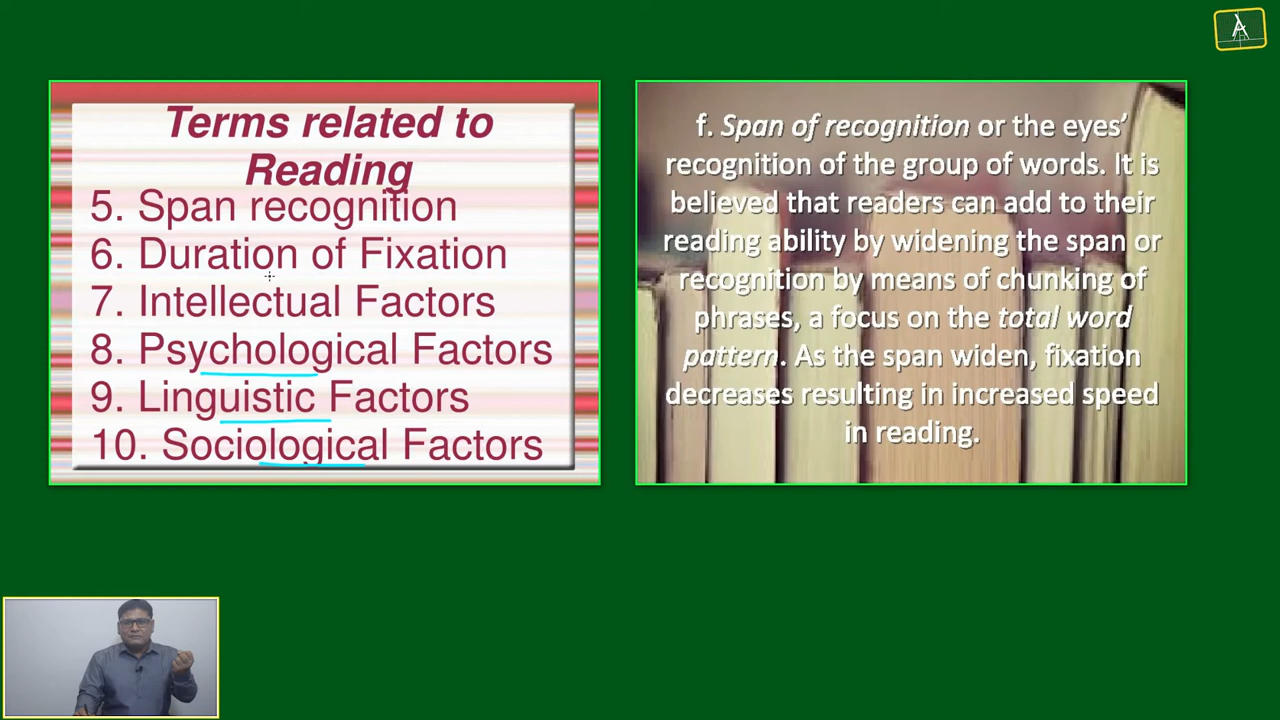 Terms related to
Reading
5. Span recognition
6. Duration of Fixation
7. Intellectual Factors
8. Psychological Factors
9. Linguistic Factors
10. Sociological Factors
f. Span of recognition or the eyes’
recognition of the group of words. It is
believed that readers can add to their
reading ability by widening the span or
recognition by means of chunking of
phrases, a focus on the total word
pattern. As the span widen, fixation
decreases resulting in increased speed
in reading.